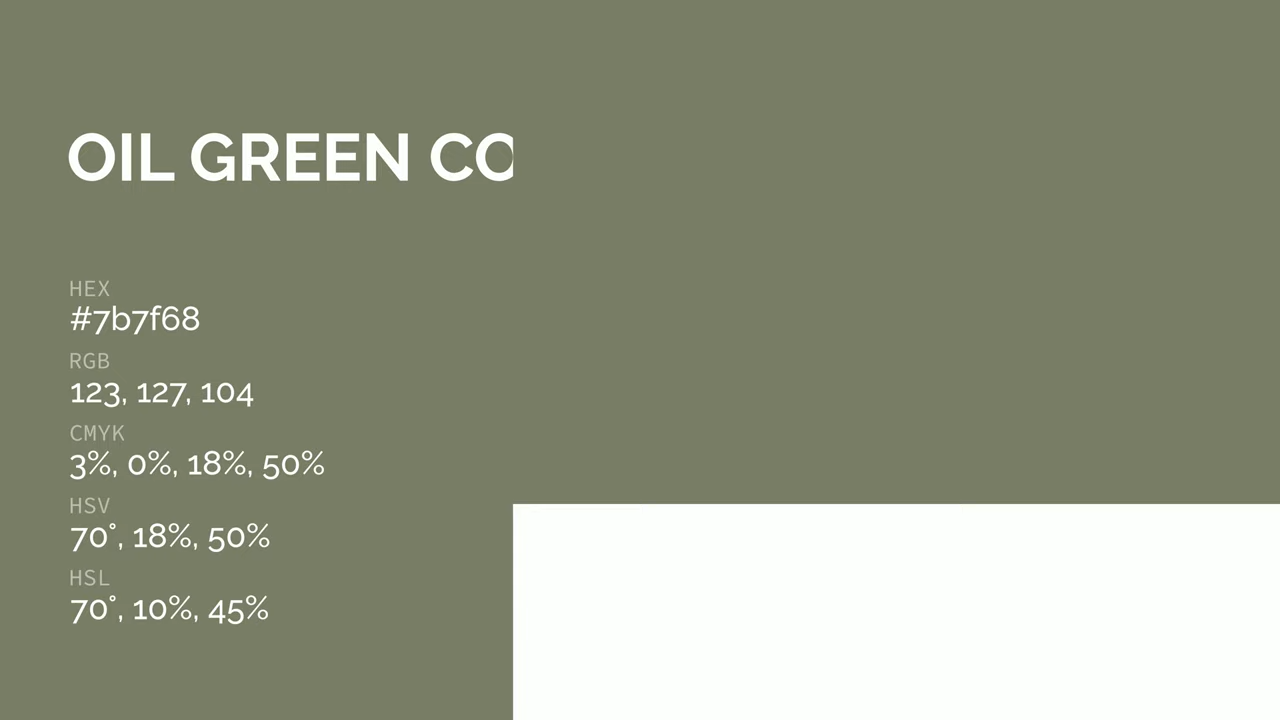 OIL GREEN CO
HEX
#7b7f68
RGB
123, 127, 104
CMYK
3%, 0%, 18%, 50%
HSV
70°, 18%, 50%
HSL
70°, 10%, 45%